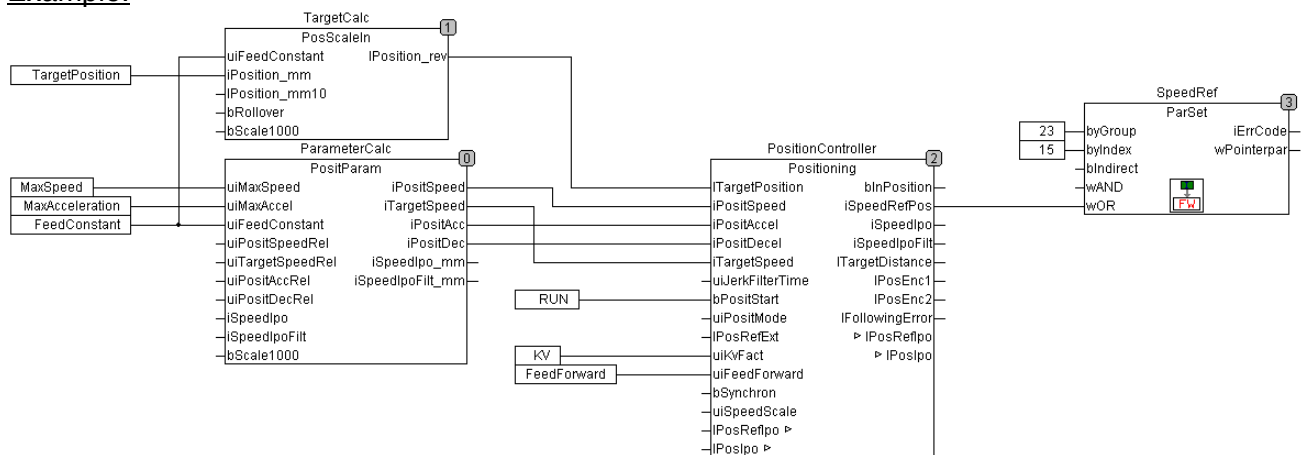 Example:
TargetCalc
1
PosScaleIn
uiFeedConstant lPosition_rev
TargetPosition
iPosition_mm
lPosition_mm10
bRollover
bScale1000
ParameterCalc
0
PositParam
MaxSpeed
uiMaxSpeed iPositSpeed
MaxAcceleration
uiMaxAccel iTargetSpeed
FeedConstant
uiFeedConstant iPositAcc
uiPositSpeedRel iPositDec
uiTargetSpeedRel iSpeedIpo_mm
uiPositAccRel iSpeedIpoFilt_mm
uiPositDecRel
iSpeedIpo
iSpeedIpoFilt
bScale1000
PositionController
2
Positioning
lTargetPosition bInPosition
iPositSpeed iSpeedRefPos
iPositAccel iSpeedIpo
iPositDecel iSpeedIpoFilt
iTargetSpeed lTargetDistance
uiJerkFilterTime lPosEnc1
RUN
bPositStart lPosEnc2
uiPositMode lFollowingError
lPosRefExt ▷ lPosRefIpo
KV
uiKvFact ▷ lPosIpo
FeedForward
uiFeedForward
bSynchron
uiSpeedScale
lPosRefIpo ▷
lPosIpo ▷
SpeedRef
3
ParSet
23
byGroup iErrCode
15
byIndex wPointerpar
bIndirect
wAND
wOR
FW